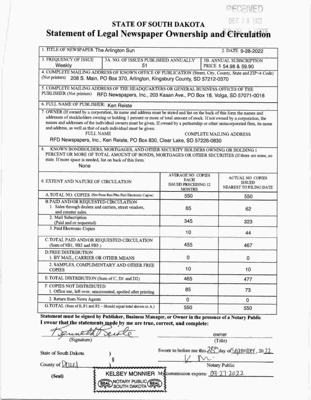 RECEIVED
STATE OF SOUTH DAKOTA
Statement of Legal Newspaper Ownership and Circulation
1. TITLE OF NEWSPAPER The Arlington Sun 2. DATE 9-28-2022
3. FREQUENCY OF ISSUE Weekly
3A. NO. OF ISSUES PUBLISHED ANNUALLY 51
3B. ANNUAL SUBSCRIPTION PRICE $ 54.98 & 59.90
4. COMPLETE MAILING ADDRESS OF KNOWN OFFICE OF PUBLICATION (Street, City, County, State and ZIP+4 Code)
(Not printers) 208 S. Main, PO Box 370, Arlington, Kingsbury County, SD 57212-0370
5. COMPLETE MAILING ADDRESS OF THE HEADQUARTERS OR GENERAL BUSINESS OFFICES OF THE
PUBLISHER (Not printers) RFD Newspapers, Inc., 203 Kasan Ave., PO Box 18, Volga, SD 57071-0018
6. FULL NAME OF PUBLISHER: Ken Reiste
7. OWNER (If owned by a corporation, its name and address must be stated and listed on the back of this form the names and
addresses of stockholders owning or holding 1 percent or more of total amount of stock. If not owned by a corporation, the
names and addresses of the individual owners must be given. If owned by a partnership or other unincorporated firm, its name
and address, as well as that of each individual must be given.
FULL NAME COMPLETE MAILING ADDRESS
RFD Newspapers, Inc., Ken Reiste, PO Box 830, Clear Lake, SD 57226-0830
8. KNOWN BONDHOLDERS, MORTGAGES, AND OTHER SECURITY HOLDERS OWNING OR HOLDING 1
PERCENT OR MORE OF TOTAL AMOUNT OF BONDS, MORTGAGES OR OTHER SECURITIES (If there are none, so
state. If more space is needed, list on back of this form.
None
8. EXTENT AND NATURE OF CIRCULATION
AVERAGE NO. COPIES EACH ISSUED PRECEDING 12 MONTHS
ACTUAL NO. COPIES ISSUED NEAREST TO FILING DATE
A. TOTAL NO. COPIES (Net Press Run Plus Paid Electronic Copies) 550 550
B. PAID AND/OR REQUESTED CIRCULATION
1. Sales through dealers and carriers, street vendors,
and counter sales. 65 62
2. Mail Subscription
(Paid and or requested) 345 323
3. Paid Electronic Copies 10 44
C. TOTAL PAID AND/OR REQUESTED CIRCULATION
(Sum of 9B1, 9B2 and 9B3.) 455 467
D. FREE DISTRIBUTION
1. BY MAIL, CARRIER OR OTHER MEANS 0 0
2. SAMPLES, COMPLIMENTARY AND OTHER FREE
COPIES 10 10
E. TOTAL DISTRIBUTION (Sum of C, D1 and D2) 465 477
F. COPIES NOT DISTRIBUTED
1. Office use, left over, unaccounted, spoiled after printing 85 73
2. Return from News Agents 0 0
G. TOTAL (Sum of E, F1 and F2 – Should equal total shown in A.) 550 550
Statement must be signed by Publisher, Business Manager, or Owner in the presence of a Notary Public
I swear that the statements made by me are true, correct, and complete:
owner
(Signature) (Title)
State of South Dakota )
Sworn to before me this 28th day of September, 2022
County of Deuel )
Notary Public
(Seal)
KELSEY MONNIER
NOTARY PUBLIC
SOUTH DAKOTA
SEAL
My commission expires: 09-27-2022